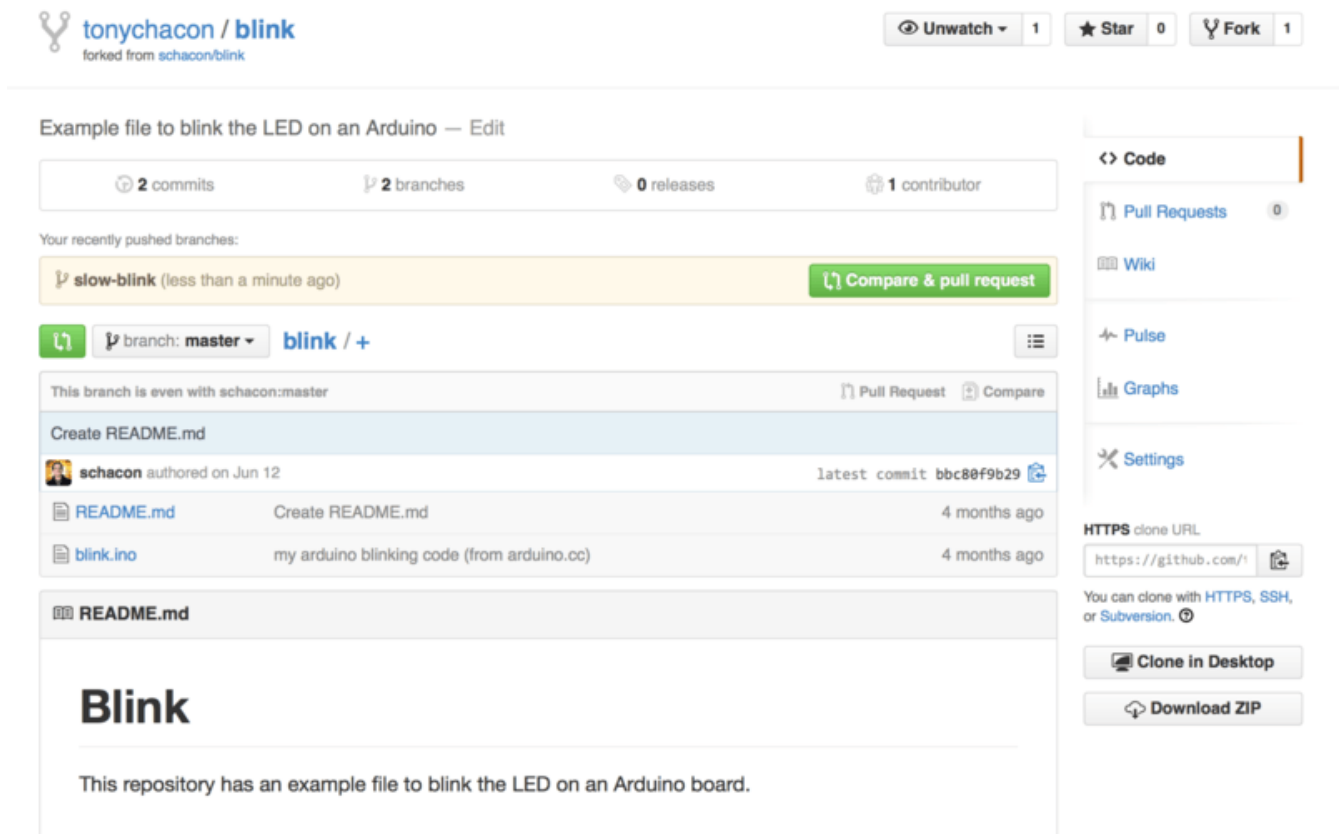 tonychacon / blink
forked from schacon/blink
Unwatch 1 Star 0 Fork 1
Example file to blink the LED on an Arduino — Edit
2 commits 2 branches 0 releases 1 contributor
Your recently pushed branches:
slow-blink (less than a minute ago) Compare & pull request
branch: master blink / +
This branch is even with schacon:master Pull Request Compare
Create README.md
schacon authored on Jun 12 latest commit bbc80f9b29
README.md Create README.md 4 months ago
blink.ino my arduino blinking code (from arduino.cc) 4 months ago
README.md
Blink
This repository has an example file to blink the LED on an Arduino board.
<> Code
Pull Requests 0
Wiki
Pulse
Graphs
Settings
HTTPS clone URL
https://github.com/
You can clone with HTTPS, SSH,
or Subversion.
Clone in Desktop
Download ZIP